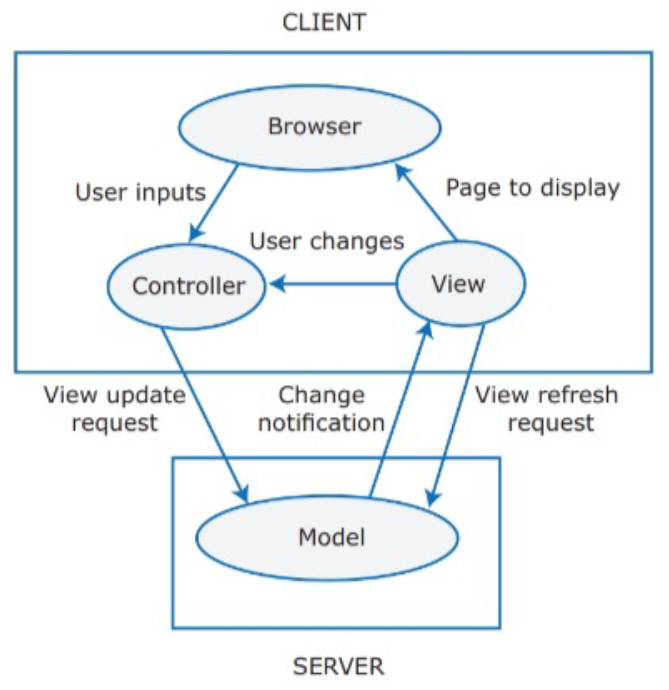 CLIENT
Browser
User inputs
Page to display
User changes
Controller
View
View update
request
Change
notification
View refresh
request
Model
SERVER